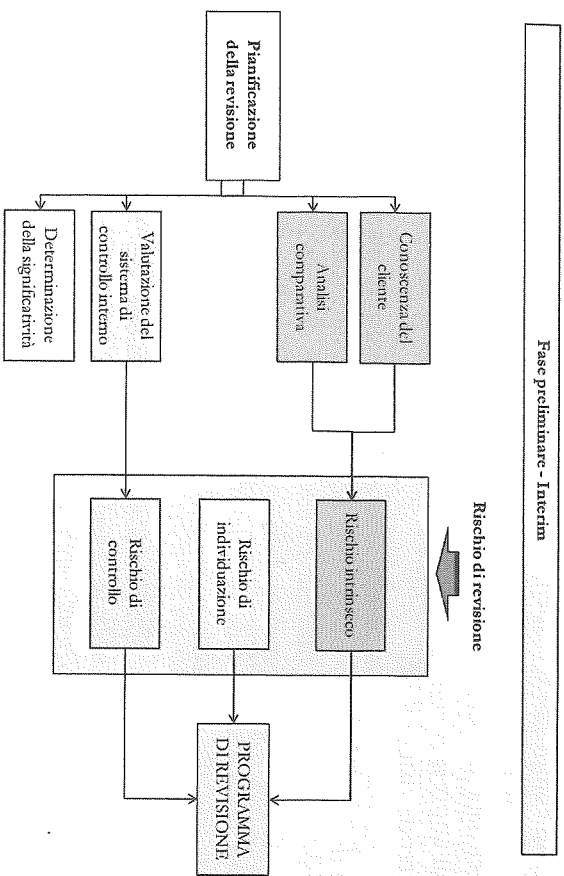 Fase preliminare - Interim
Rischio di revisione
Pianificazione
della revisione
Conoscenza del
cliente
Analisi
comparativa
Valutazione del
sistema di
controllo interno
Determinazione
della significatività
Rischio intrinseco
Rischio di
individuazione
Rischio di
controllo
PROGRAMMA
DI REVISIONE